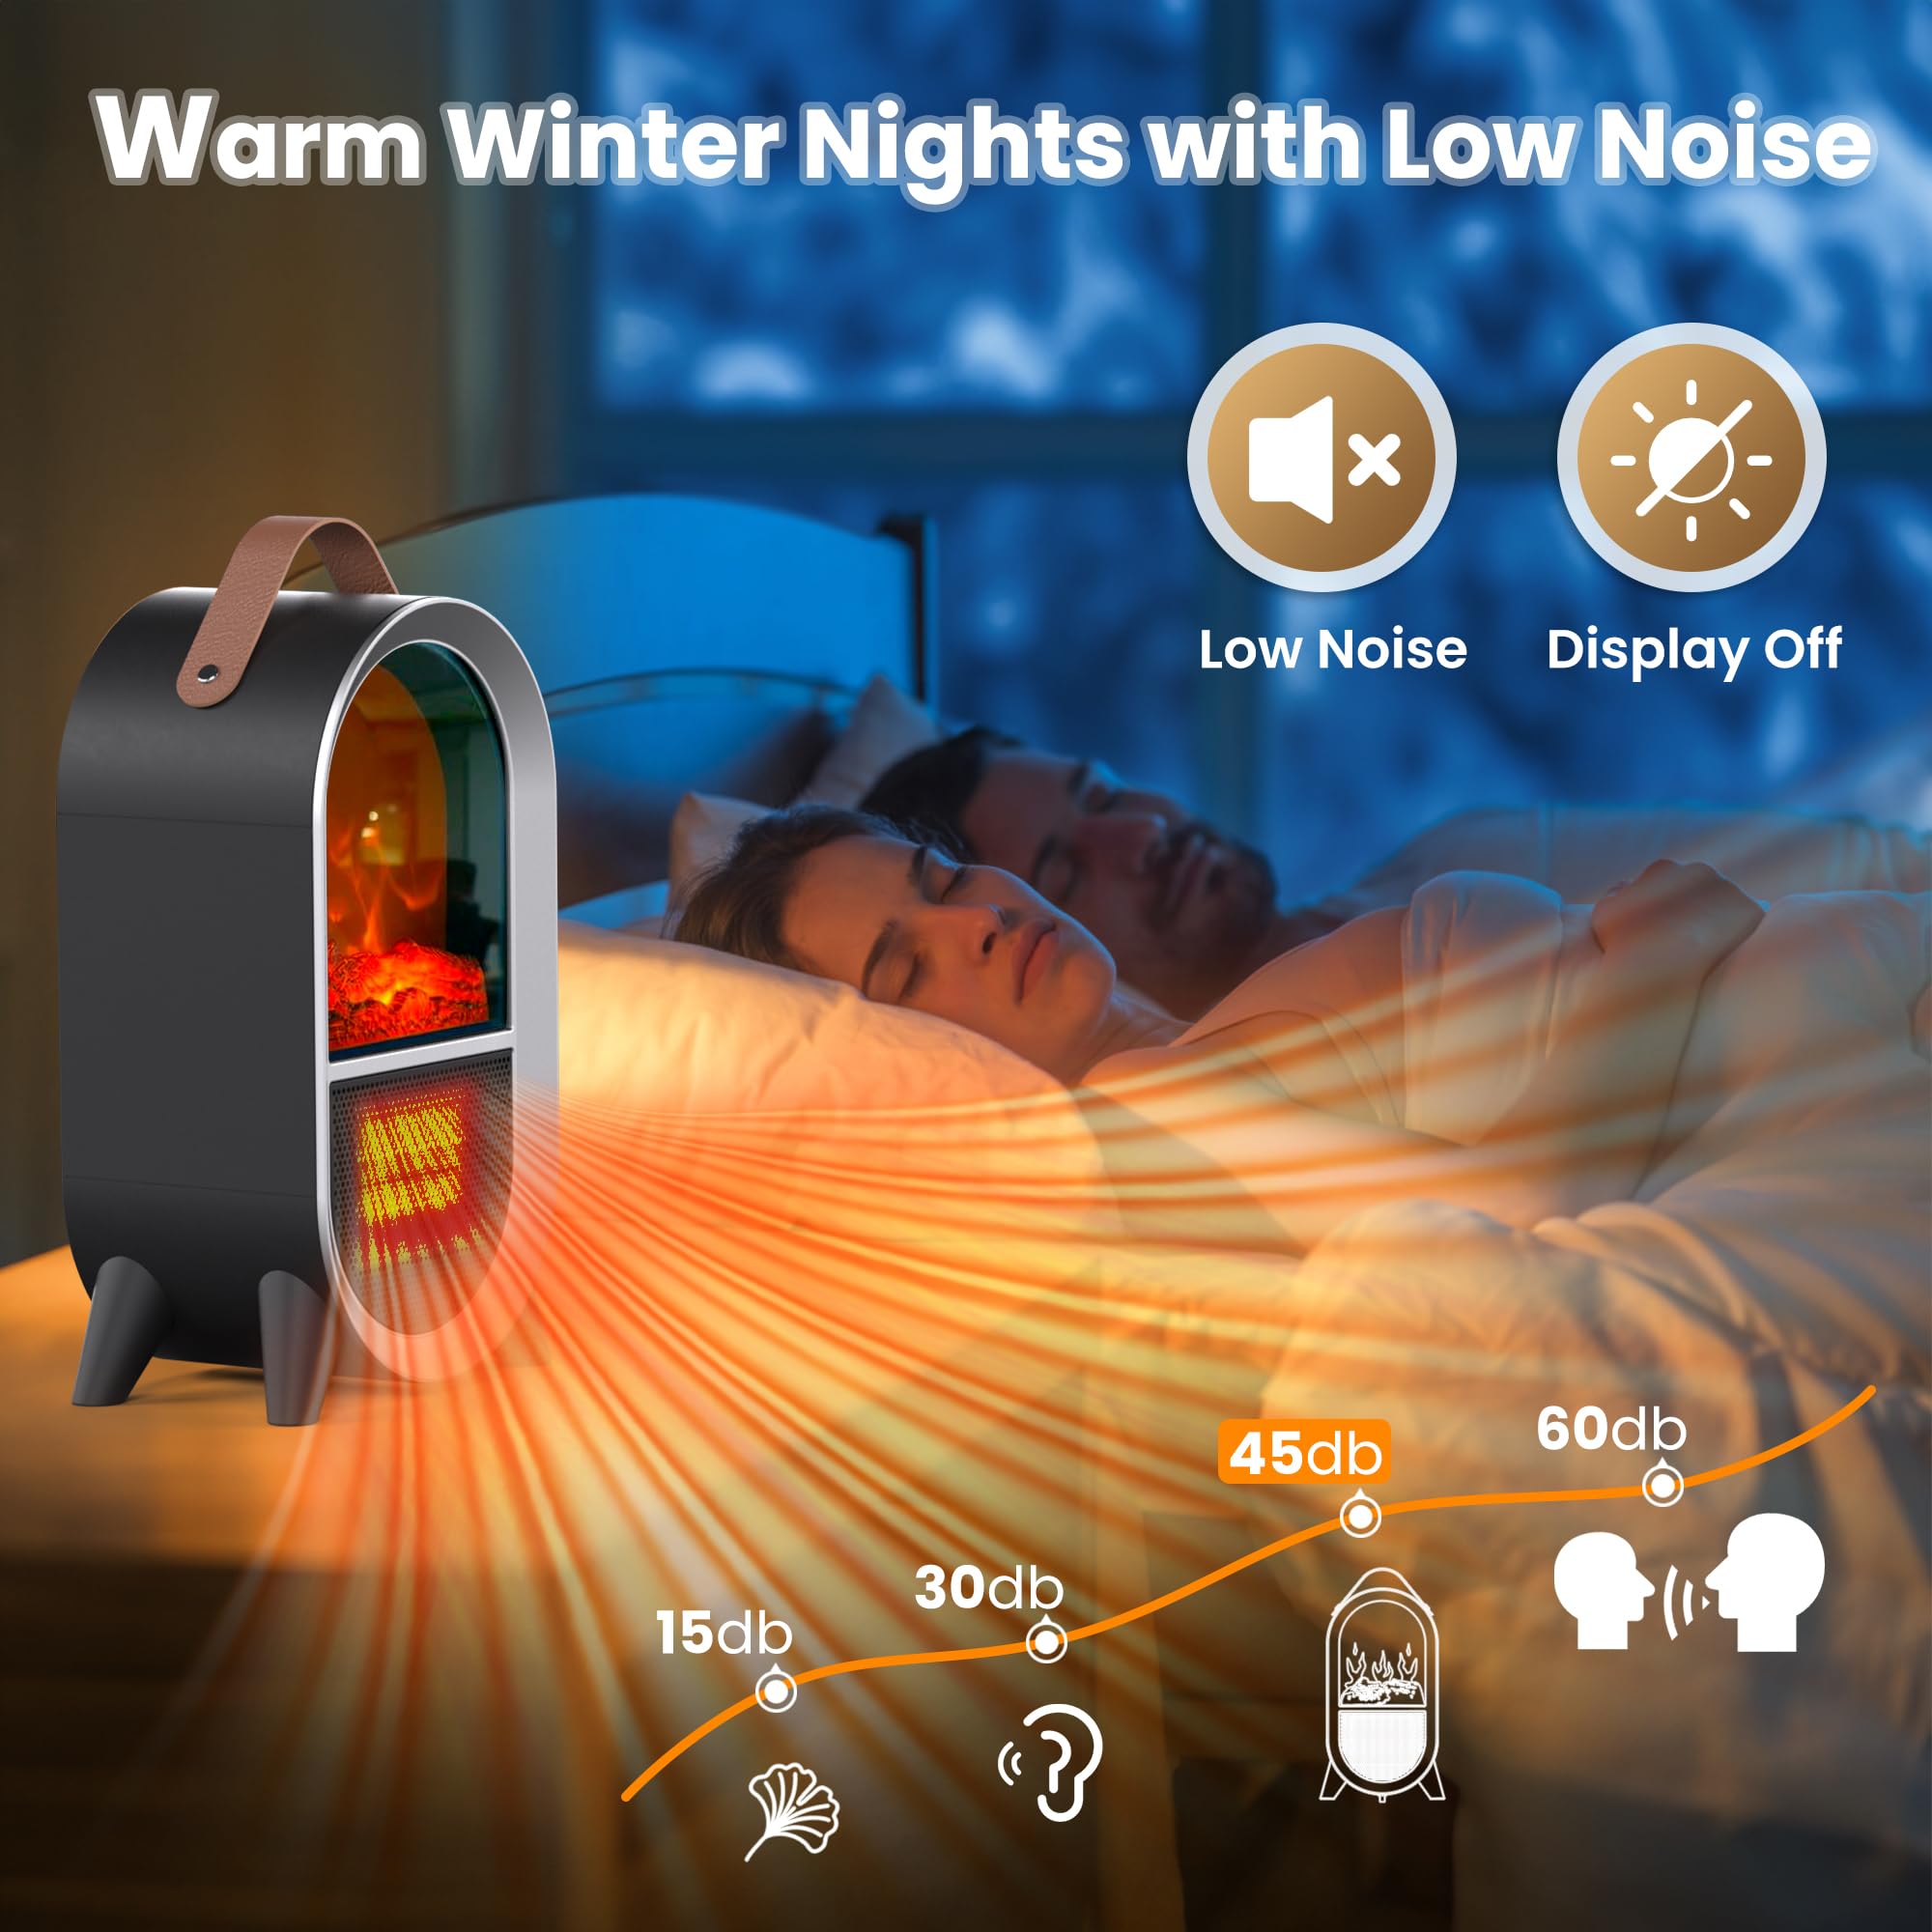 Warm Winter Nights with Low Noise
Low Noise
Display Off
15db
30db
45db
60db